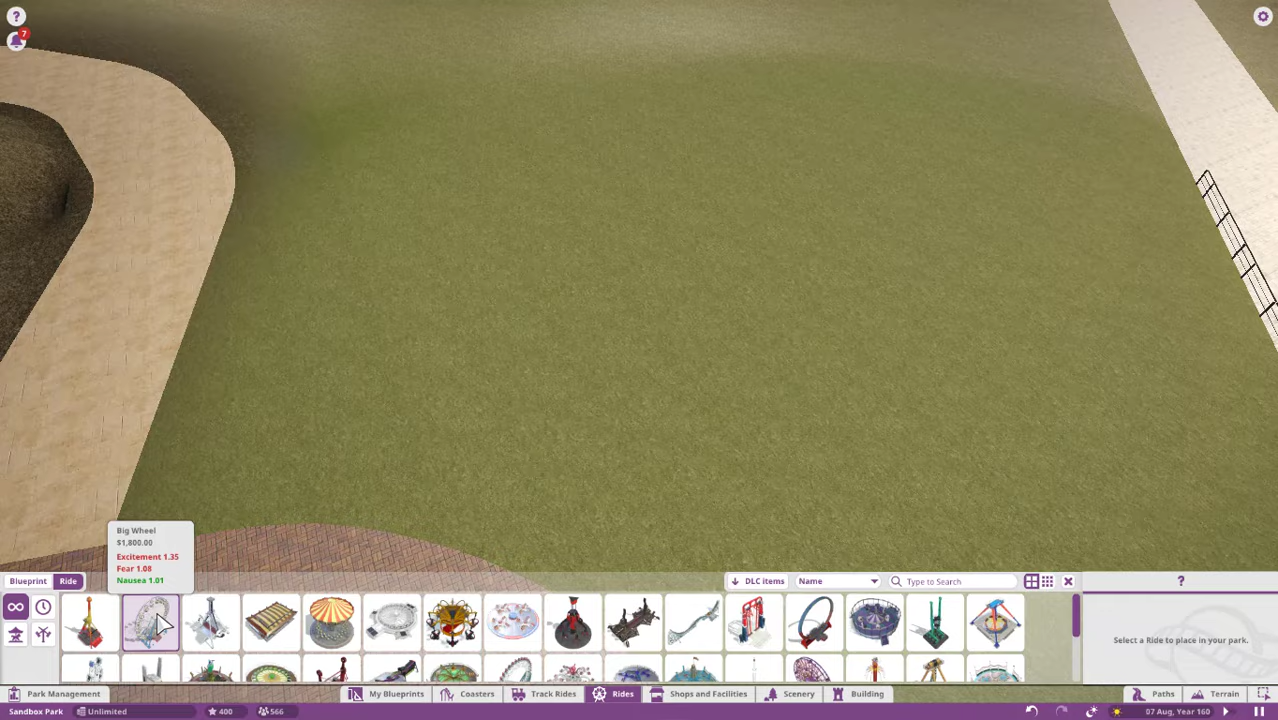 ?
7
Big Wheel
$1,800.00
Excitement 1.35
Fear 1.08
Nausea 1.01
Blueprint Ride
DLC items Name Type to Search
?
Select a Ride to place in your park.
Park Management My Blueprints Coasters Track Rides Rides Shops and Facilities Scenery Building Paths Terrain
Sandbox Park Unlimited 400 566 07 Aug, Year 160